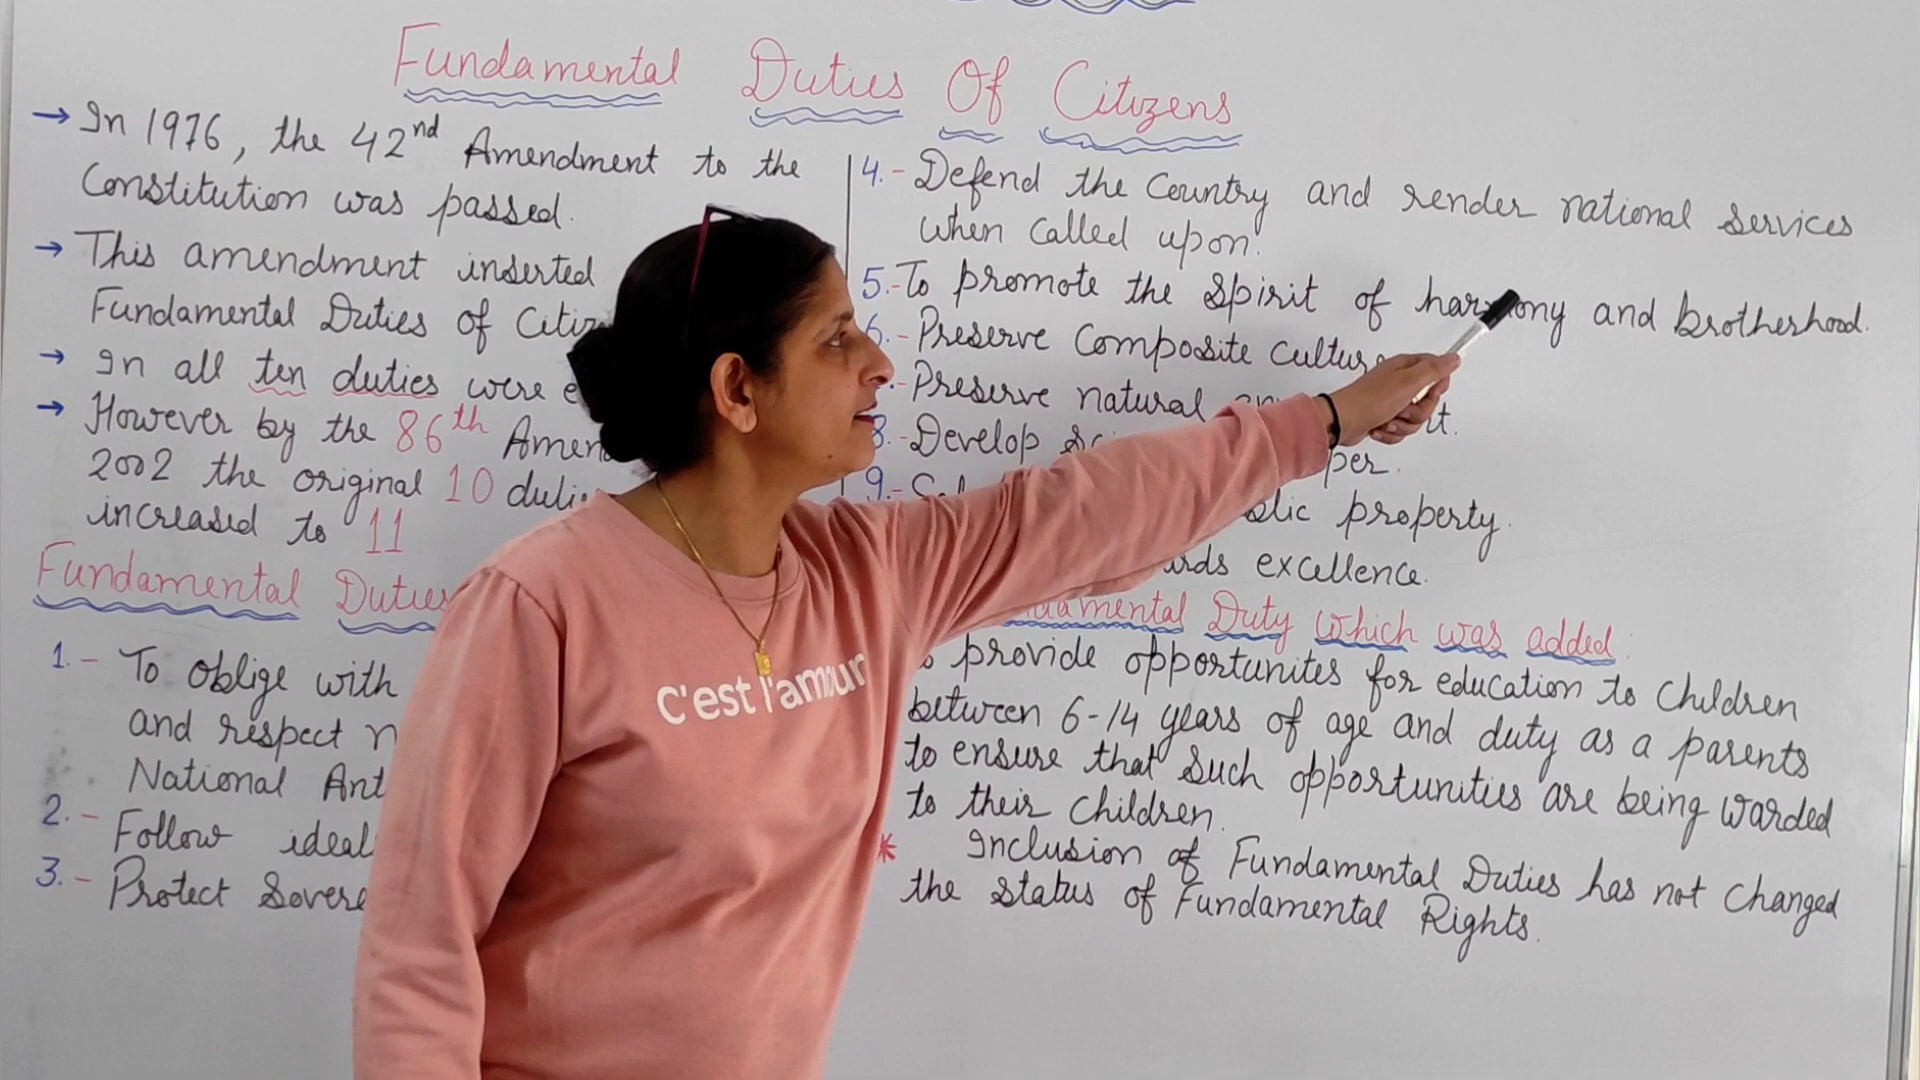 Fundamental Duties Of Citizens
→ In 1976, the 42nd Amendment to the
Constitution was passed.
→ This amendment inserted
Fundamental Duties of
→ In all ten duties were
→ However by the 86th
2002 the original 10
increased to 11
Fundamental Duties
1.- To oblige with
and respect
National
2.- Follow
3.- Protect
4.- Defend the Country and render national services
when called upon.
5.- To promote the spirit of harmony and brotherhood.
6.- Preserve Composite
Preserve natural
8.- Develop
9.-
property.
excellence.
Duty which was added:
provide opportunites for education to children
between 6-14 years of age and duty as a parents
to ensure that such opportunities are being warded
to their children.
* Inclusion of Fundamental Duties has not changed
the status of Fundamental Rights.
c'est l'amour